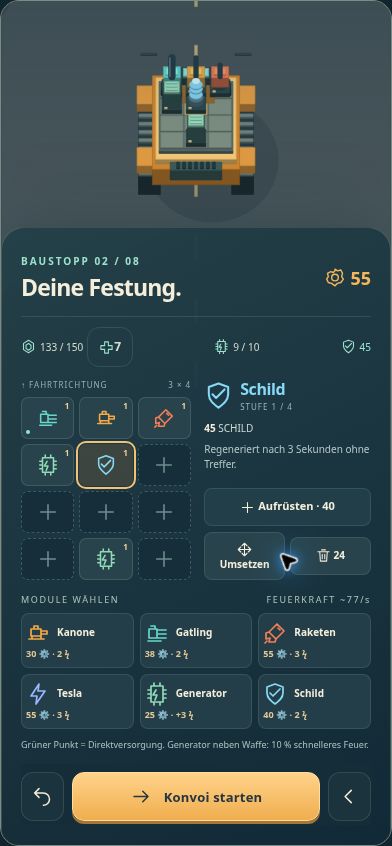 BAUSTOPP 02 / 08
Deine Festung.
55
133 / 150
7
9 / 10
45
↑ FAHRTRICHTUNG
3 × 4
1
1
1
1
1
1
Schild
STUFE 1 / 4
45 SCHILD
Regeneriert nach 3 Sekunden ohne
Treffer.
Aufrüsten · 40
Umsetzen
24
MODULE WÄHLEN
FEUERKRAFT ~77/s
Kanone
30 ⚙️ · 2 ϟ
Gatling
38 ⚙️ · 2 ϟ
Raketen
55 ⚙️ · 3 ϟ
Tesla
55 ⚙️ · 3 ϟ
Generator
25 ⚙️ · +3 ϟ
Schild
40 ⚙️ · 2 ϟ
Grüner Punkt = Direktversorgung. Generator neben Waffe: 10 % schnelleres Feuer.
Konvoi starten